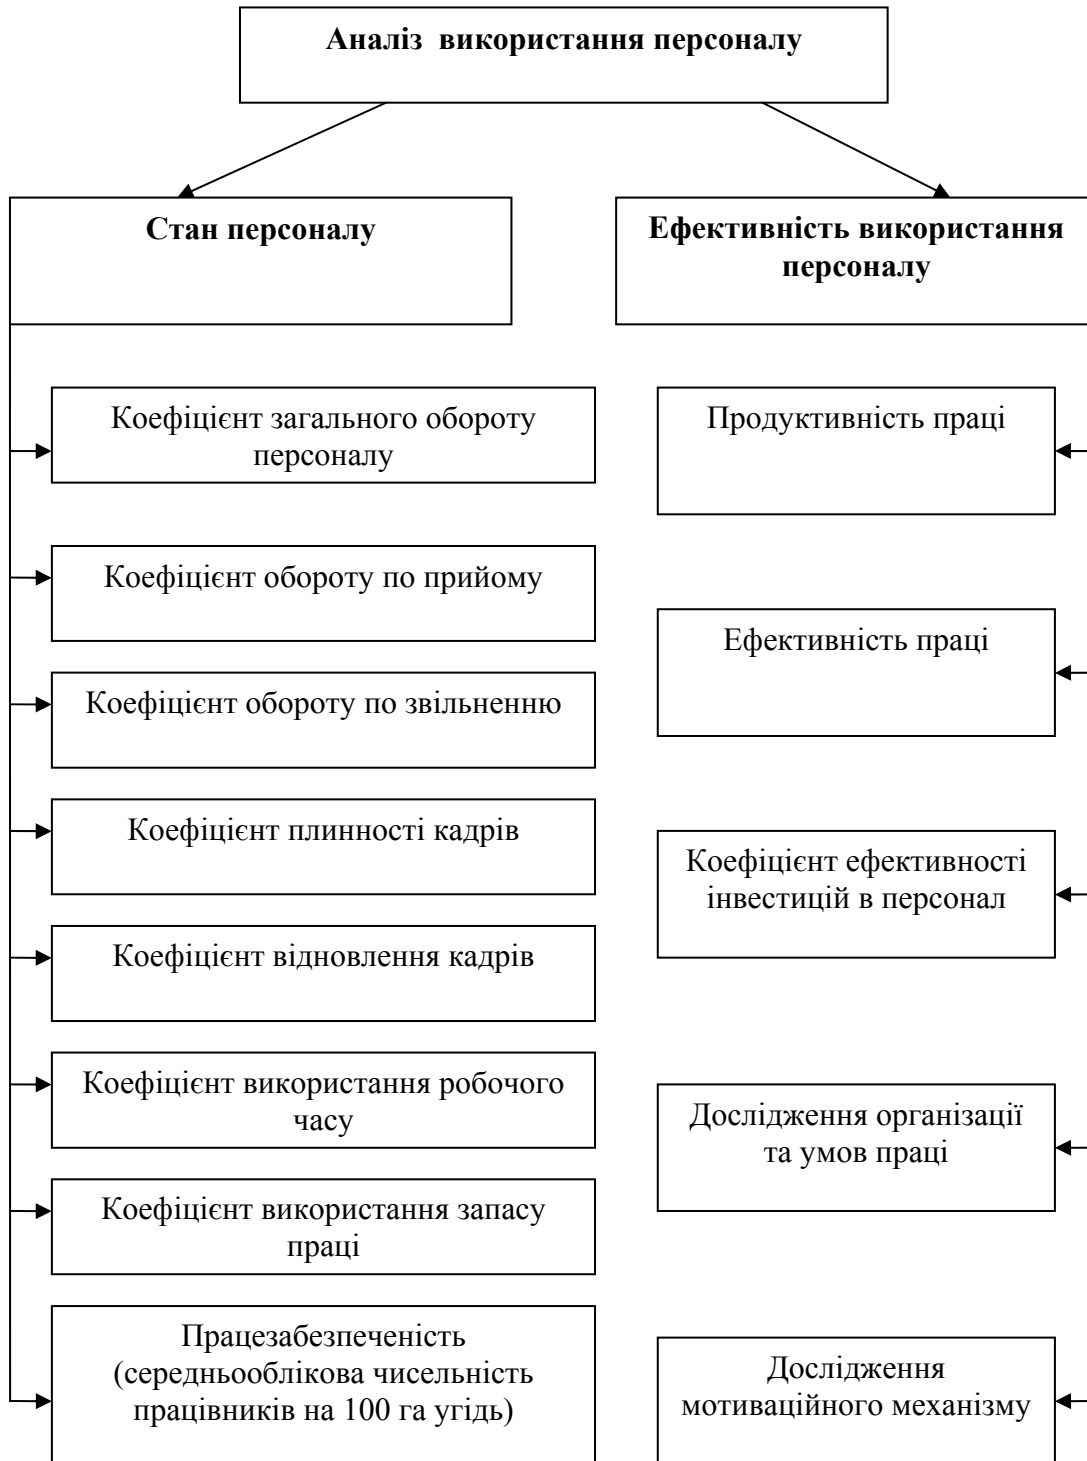 Аналіз використання персоналу
Стан персоналу
Ефективність використання
персоналу
Коефіцієнт загального обороту
персоналу
Коефіцієнт обороту по прийому
Коефіцієнт обороту по звільненню
Коефіцієнт плинності кадрів
Коефіцієнт відновлення кадрів
Коефіцієнт використання робочого
часу
Коефіцієнт використання запасу
праці
Працезабезпеченість
(середньооблікова чисельність
працівників на 100 га угідь)
Продуктивність праці
Ефективність праці
Коефіцієнт ефективності
інвестицій в персонал
Дослідження організації
та умов праці
Дослідження
мотиваційного механізму